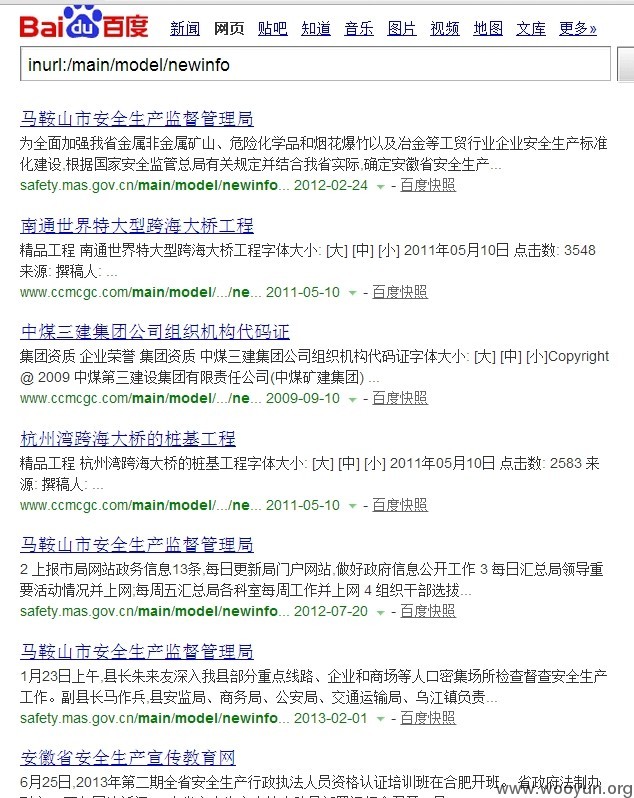 Bai du 百度 新闻 网页 贴吧 知道 音乐 图片 视频 地图 文库 更多»
inurl:/main/model/newinfo
马鞍山市安全生产监督管理局
为全面加强我省金属非金属矿山、危险化学品和烟花爆竹以及冶金等工贸行业企业安全生产标准
化建设,根据国家安全监管总局有关规定并结合我省实际,确定安徽省安全生产...
safety.mas.gov.cn/main/model/newinfo... 2012-02-24 - 百度快照
南通世界特大型跨海大桥工程
精品工程 南通世界特大型跨海大桥工程字体大小: [大] [中] [小] 2011年05月10日 点击数: 3548
来源: 撰稿人: ...
www.ccmcgc.com/main/model/.../ne... 2011-05-10 - 百度快照
中煤三建集团公司组织机构代码证
集团资质 企业荣誉 集团资质 中煤三建集团公司组织机构代码证字体大小: [大] [中] [小]Copyright
@ 2009 中煤第三建设集团有限责任公司(中煤矿建集团) ...
www.ccmcgc.com/main/model/.../ne... 2009-09-10 - 百度快照
杭州湾跨海大桥的桩基工程
精品工程 杭州湾跨海大桥的桩基工程字体大小: [大] [中] [小] 2011年05月10日 点击数: 2583 来
源: 撰稿人: ...
www.ccmcgc.com/main/model/.../ne... 2011-05-10 - 百度快照
马鞍山市安全生产监督管理局
2 上报市局网站政务信息13条,每日更新局门户网站,做好政府信息公开工作 3 每日汇总局领导重
要活动情况并上网;每周五汇总局各科室每周工作并上网 4 组织干部选拔...
safety.mas.gov.cn/main/model/newinfo... 2012-07-20 - 百度快照
马鞍山市安全生产监督管理局
1月23日上午,县长朱来友深入我县部分重点线路、企业和商场等人口密集场所检查督查安全生产
工作。副县长马作兵,县安监局、商务局、公安局、交通运输局、乌江镇负责...
safety.mas.gov.cn/main/model/newinfo... 2013-02-01 - 百度快照
安徽省安全生产宣传教育网
6月25日,2013年第二期全省安全生产行政执法人员资格认证培训班在合肥开班。省政府法制办
www.wooyun.org